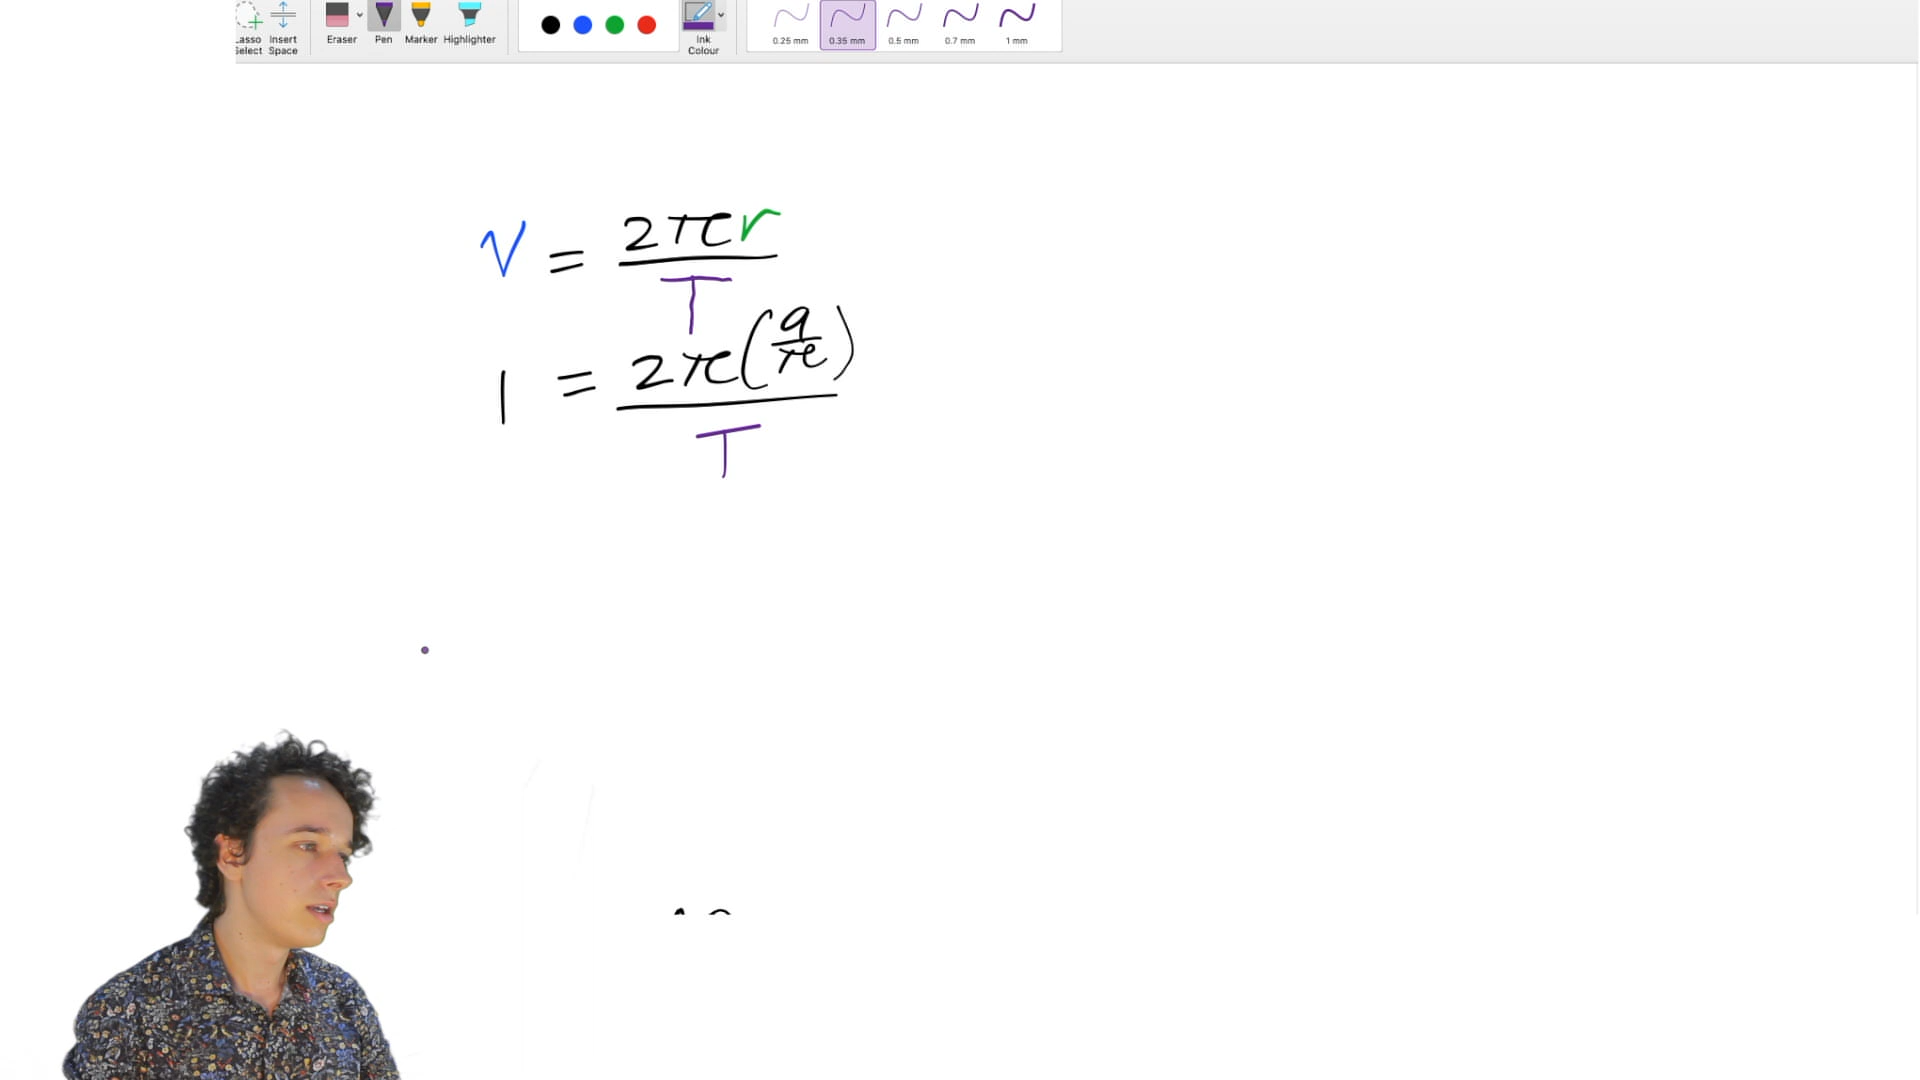 Lasso Select
Insert Space
Eraser
Pen
Marker
Highlighter
Ink Colour
0.25 mm
0.35 mm
0.5 mm
0.7 mm
1 mm
V = 2πr / T
1 = 2π(9/π) / T